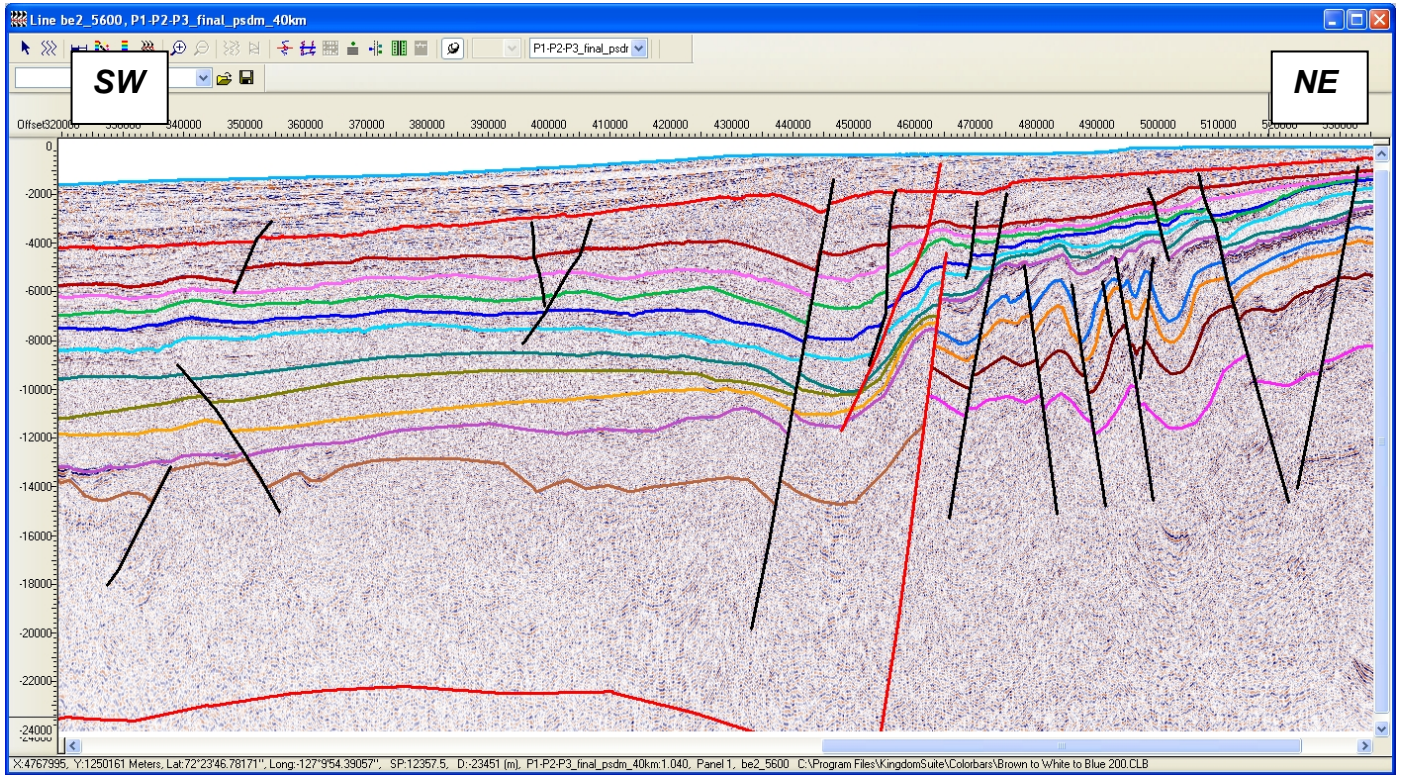 Line be2_5600, P1-P2-P3_final_psdm_40km
P1-P2-P3_final_psdr
SW
NE
Offset 340000 350000 360000 370000 380000 390000 400000 410000 420000 430000 440000 450000 460000 470000 480000 490000 500000 510000
0
-2000
-4000
-6000
-8000
-10000
-12000
-14000
-16000
-18000
-20000
-22000
-24000
X:4767995, Y:1250161 Meters, Lat:72°23'46.78171", Long:-127°9'54.39057", SP:12357.5, D:-23451 (m), P1-P2-P3_final_psdm_40km:1.040, Panel 1, be2_5600 C:\Program Files\KingdomSuite\Colorbars\Brown to White to Blue 200.CLB